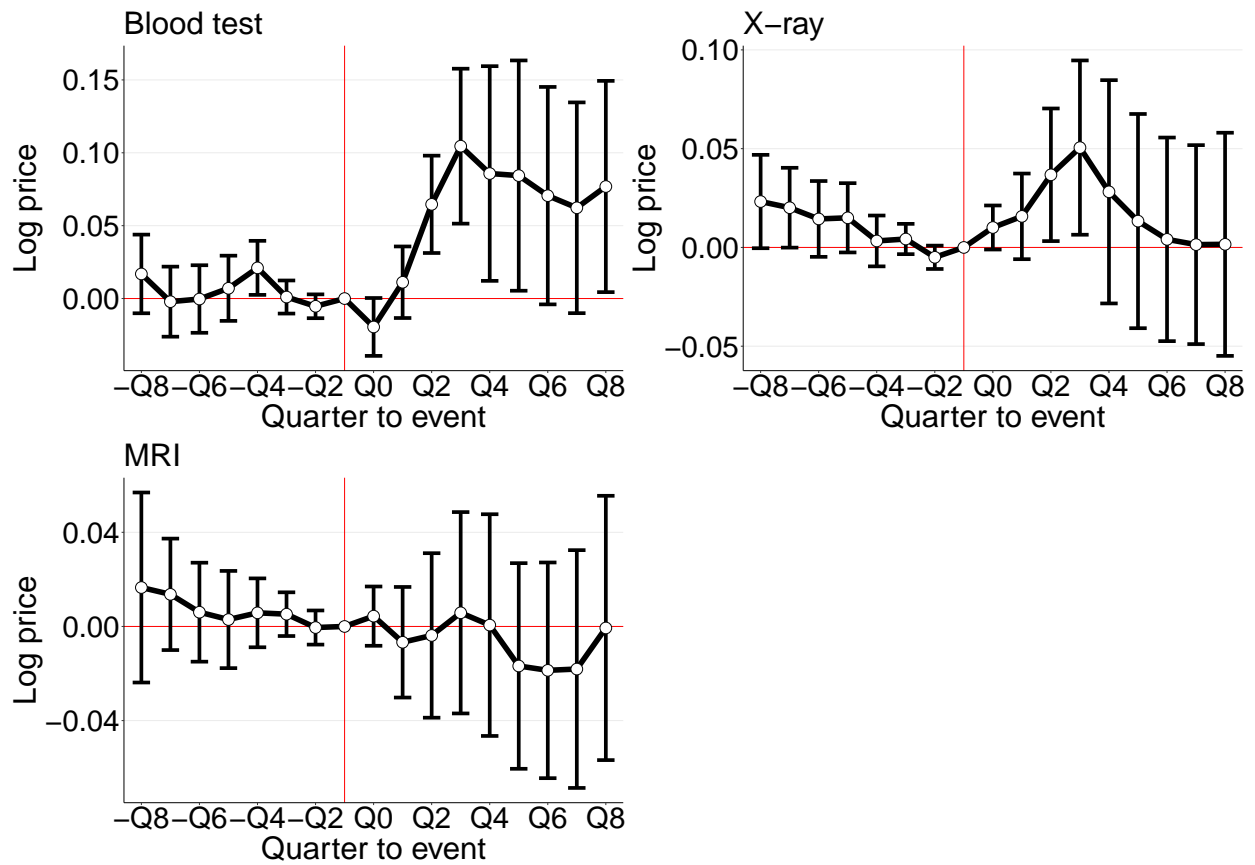 Blood test
0.15
0.10
0.05
0.00
Log price
−Q8 −Q6 −Q4 −Q2 Q0 Q2 Q4 Q6 Q8
Quarter to event
X−ray
0.10
0.05
0.00
−0.05
Log price
−Q8 −Q6 −Q4 −Q2 Q0 Q2 Q4 Q6 Q8
Quarter to event
MRI
0.04
0.00
−0.04
Log price
−Q8 −Q6 −Q4 −Q2 Q0 Q2 Q4 Q6 Q8
Quarter to event